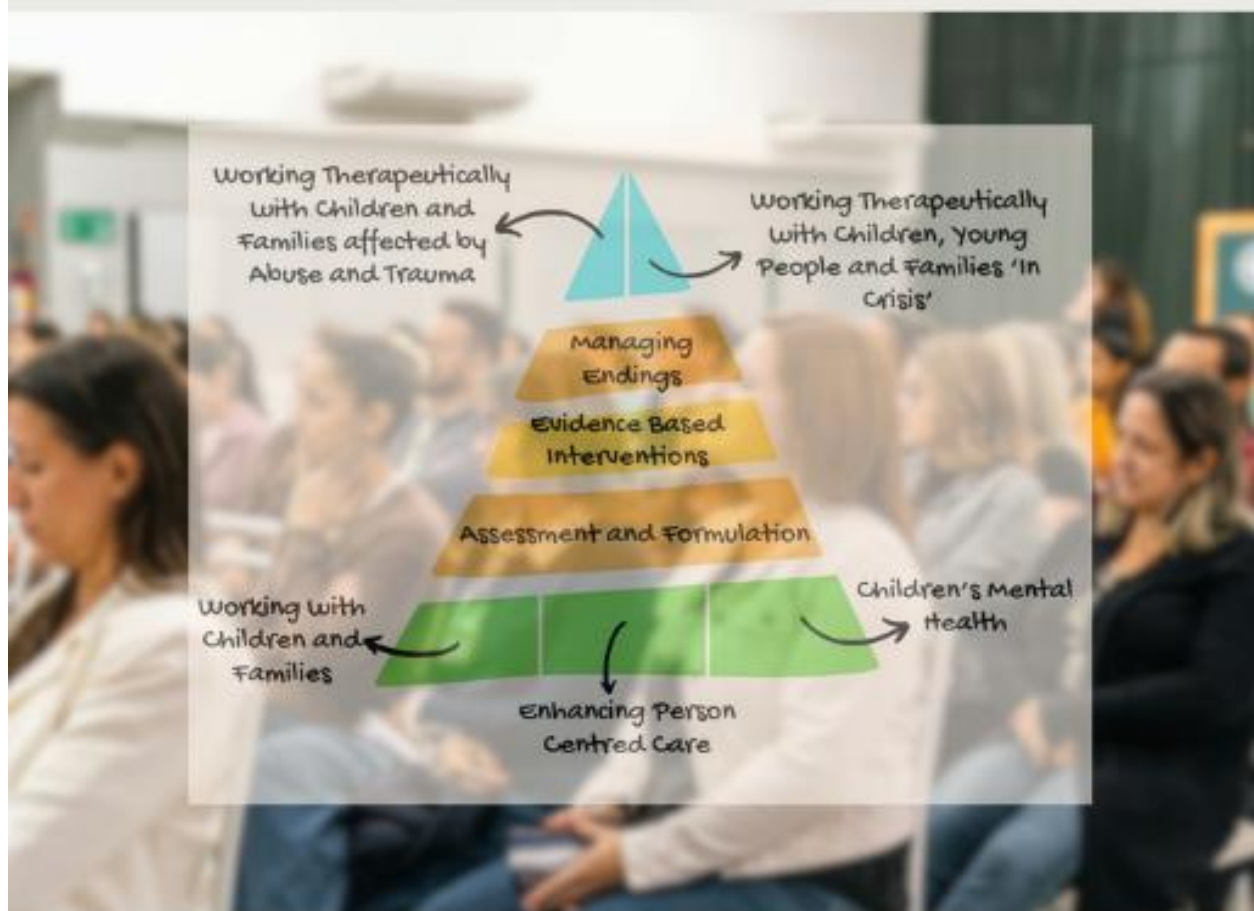 Working Therapeutically
with Children and
Families affected by
Abuse and Trauma
Working Therapeutically
with Children, Young
People and Families 'In
Crisis'
Managing
Endings
Evidence Based
Interventions
Assessment and Formulation
Working with
Children and
Families
Children's Mental
Health
Enhancing Person
Centred Care